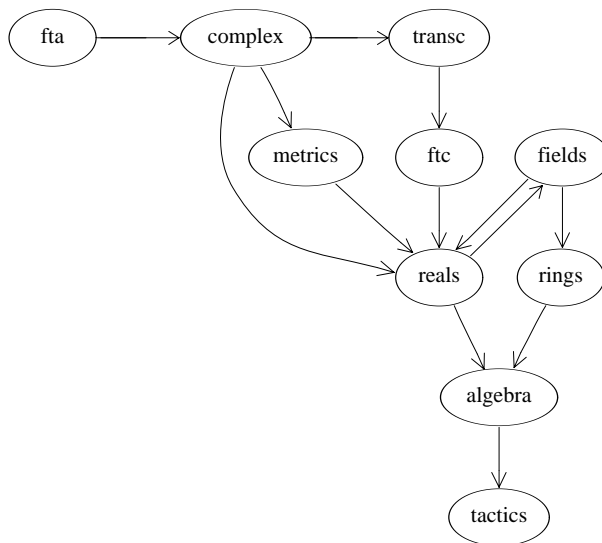 fta
complex
transc
metrics
ftc
fields
reals
rings
algebra
tactics